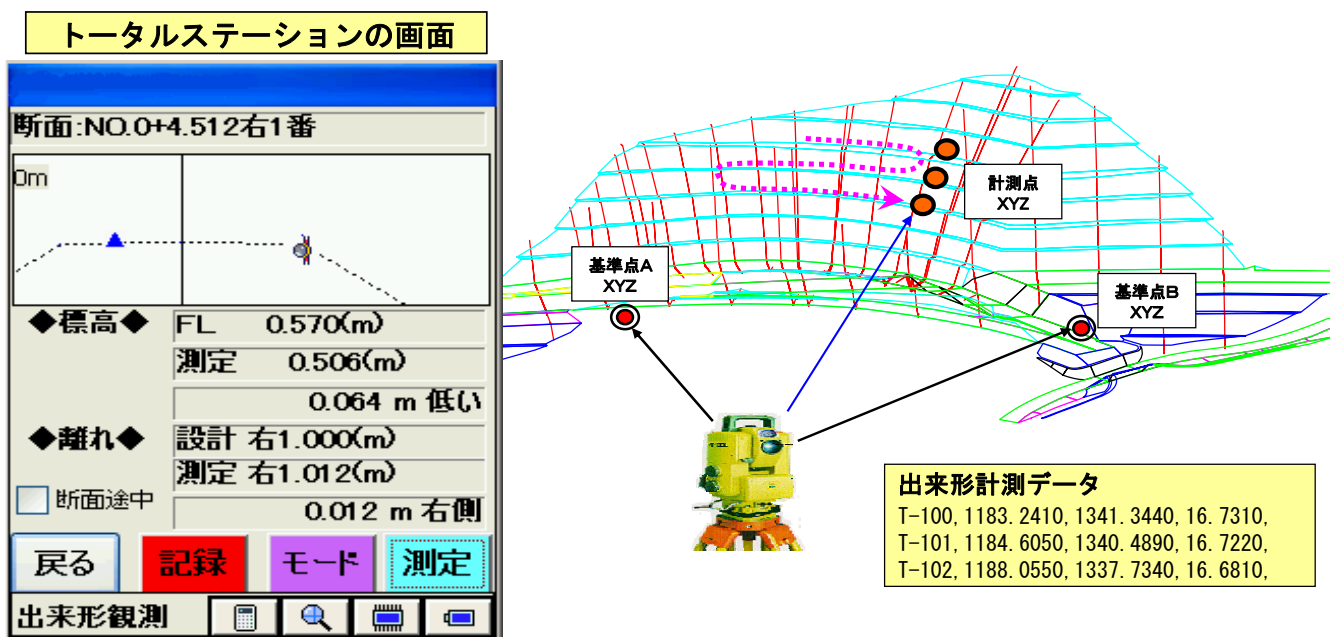 トータルステーションの画面
断面:NO.0+4.512右1番
0m
◆標高◆ FL 0.570(m)
測定 0.506(m)
0.064 m 低い
◆離れ◆ 設計 右1.000(m)
測定 右1.012(m)
断面途中
0.012 m 右側
戻る 記録 モード 測定
出来形観測
計測点
XYZ
基準点A
XYZ
基準点B
XYZ
出来形計測データ
T-100,1183.2410,1341.3440,16.7310,
T-101,1184.6050,1340.4890,16.7220,
T-102,1188.0550,1337.7340,16.6810,